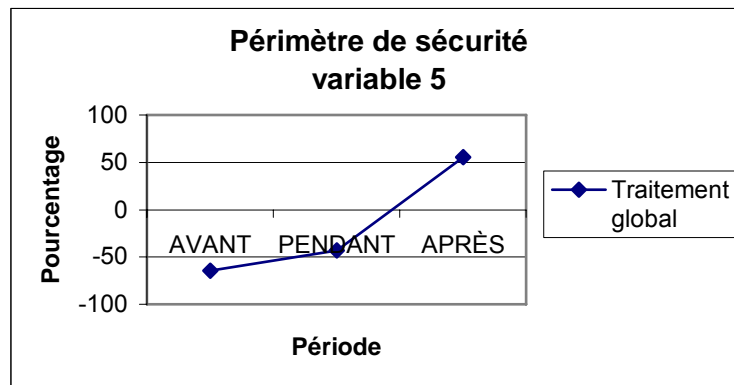 Périmètre de sécurité
variable 5
100
50
0
-50
-100
Pourcentage
AVANT PENDANT APRÈS
Période
Traitement
global